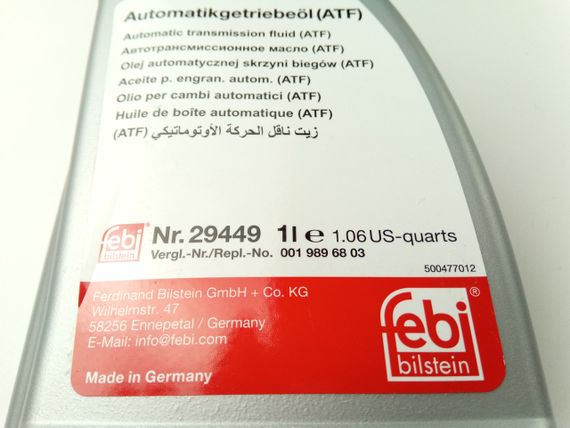 Automatikgetriebeöl (ATF)
Automatic transmission fluid (ATF)
Автотрансмиссионное масло (ATF)
Olej automatycznej skrzyni biegów (ATF)
Aceite p. engran. autom. (ATF)
Olio per cambi automatici (ATF)
Huile de boîte automatique (ATF)
زيت ناقل الحركة الأوتوماتيكي (ATF)
febi bilstein Nr. 29449 1l e 1.06 US-quarts
Vergl.-Nr./Repl.-No. 001 989 68 03
500477012
Ferdinand Bilstein GmbH + Co. KG
Wilhelmstr. 47
58256 Ennepetal / Germany
E-Mail: info@febi.com
Made in Germany
febi®
bilstein